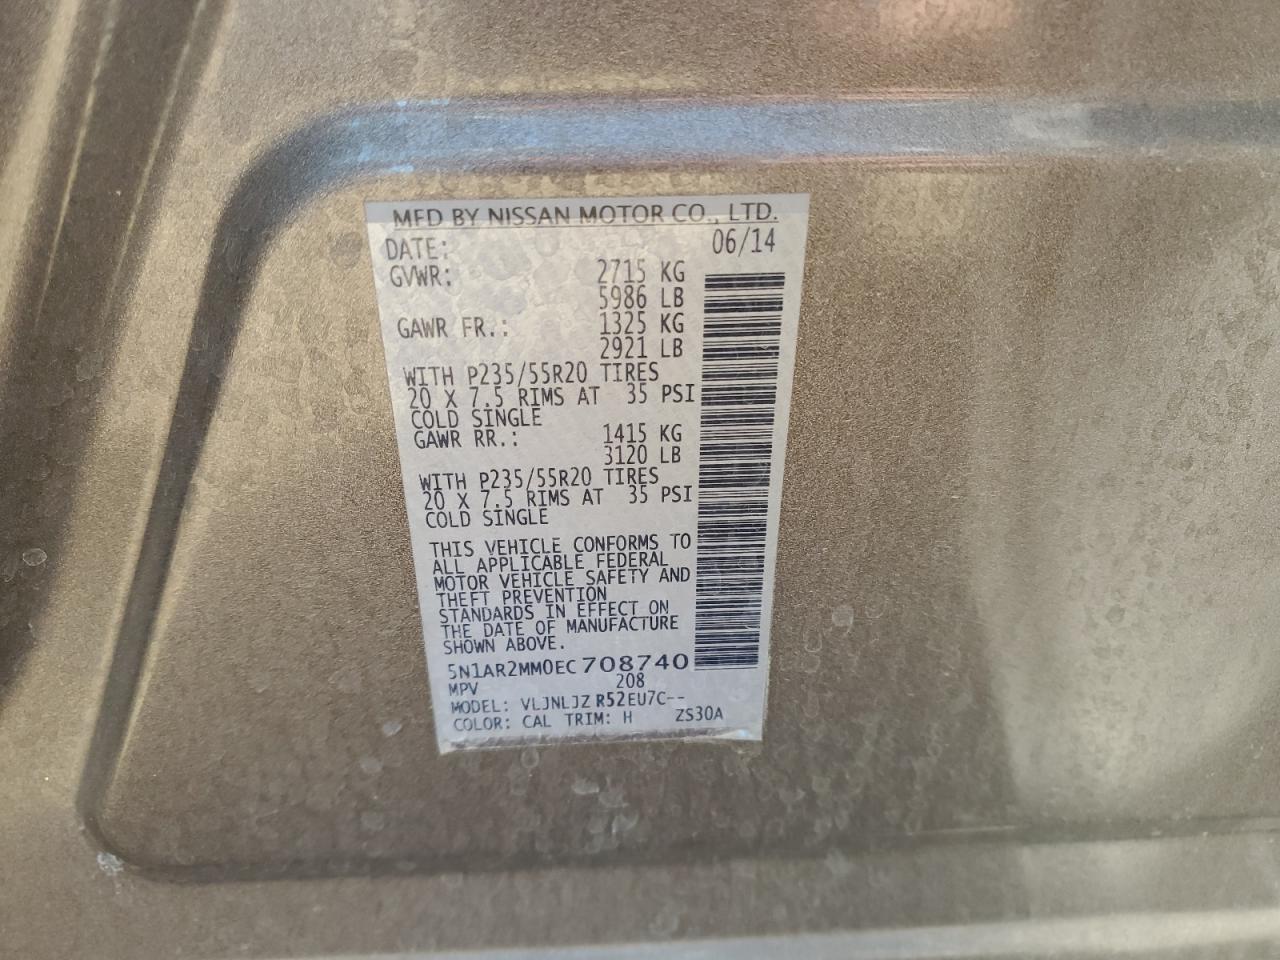 MFD BY NISSAN MOTOR CO., LTD.
DATE: 06/14
GVWR: 2715 KG
5986 LB
GAWR FR.: 1325 KG
2921 LB
WITH P235/55R20 TIRES
20 X 7.5 RIMS AT 35 PSI
COLD SINGLE
GAWR RR.: 1415 KG
3120 LB
WITH P235/55R20 TIRES
20 X 7.5 RIMS AT 35 PSI
COLD SINGLE
THIS VEHICLE CONFORMS TO
ALL APPLICABLE FEDERAL
MOTOR VEHICLE SAFETY AND
THEFT PREVENTION
STANDARDS IN EFFECT ON
THE DATE OF MANUFACTURE
SHOWN ABOVE.
5N1AR2MM0EC708740
MPV 208
MODEL: VLJNLJZ R52EU7C--
COLOR: CAL TRIM: H ZS30A